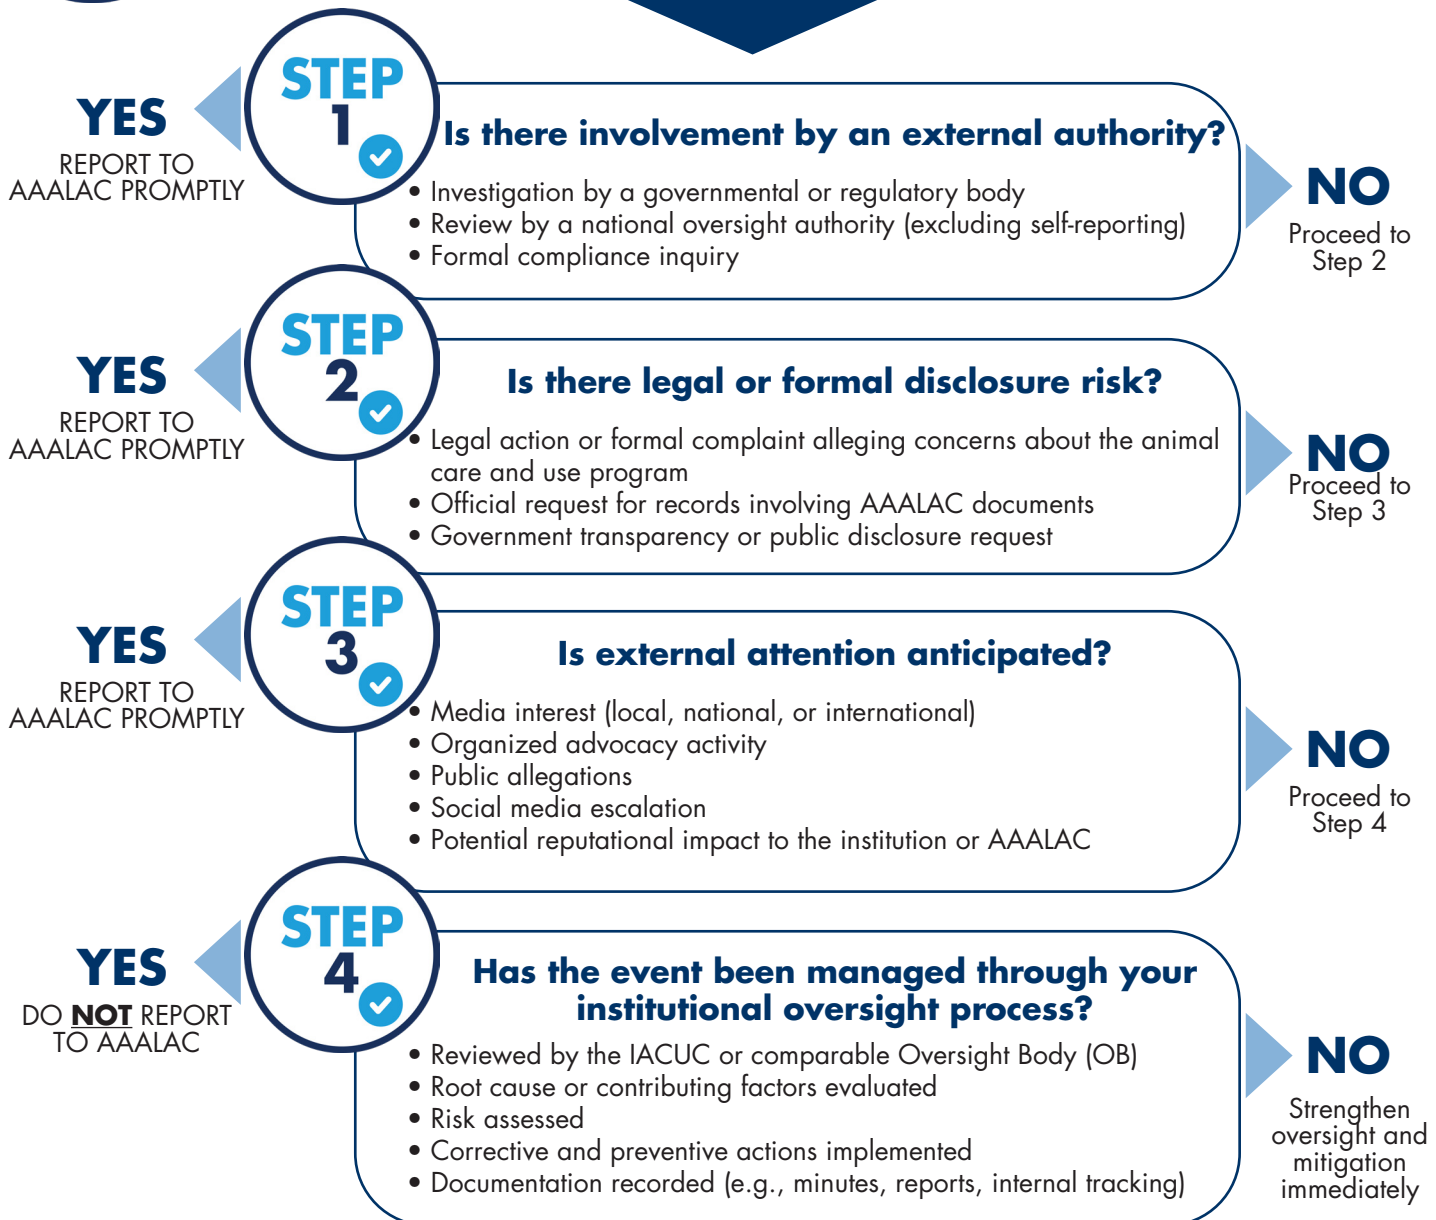 STEP
1
YES
REPORT TO
AAALAC PROMPTLY
Is there involvement by an external authority?
• Investigation by a governmental or regulatory body
• Review by a national oversight authority (excluding self-reporting)
• Formal compliance inquiry
NO
Proceed to
Step 2
STEP
2
YES
REPORT TO
AAALAC PROMPTLY
Is there legal or formal disclosure risk?
• Legal action or formal complaint alleging concerns about the animal
care and use program
• Official request for records involving AAALAC documents
• Government transparency or public disclosure request
NO
Proceed to
Step 3
STEP
3
YES
REPORT TO
AAALAC PROMPTLY
Is external attention anticipated?
• Media interest (local, national, or international)
• Organized advocacy activity
• Public allegations
• Social media escalation
• Potential reputational impact to the institution or AAALAC
NO
Proceed to
Step 4
STEP
4
YES
DO NOT REPORT
TO AAALAC
Has the event been managed through your
institutional oversight process?
• Reviewed by the IACUC or comparable Oversight Body (OB)
• Root cause or contributing factors evaluated
• Risk assessed
• Corrective and preventive actions implemented
• Documentation recorded (e.g., minutes, reports, internal tracking)
NO
Strengthen
oversight and
mitigation
immediately